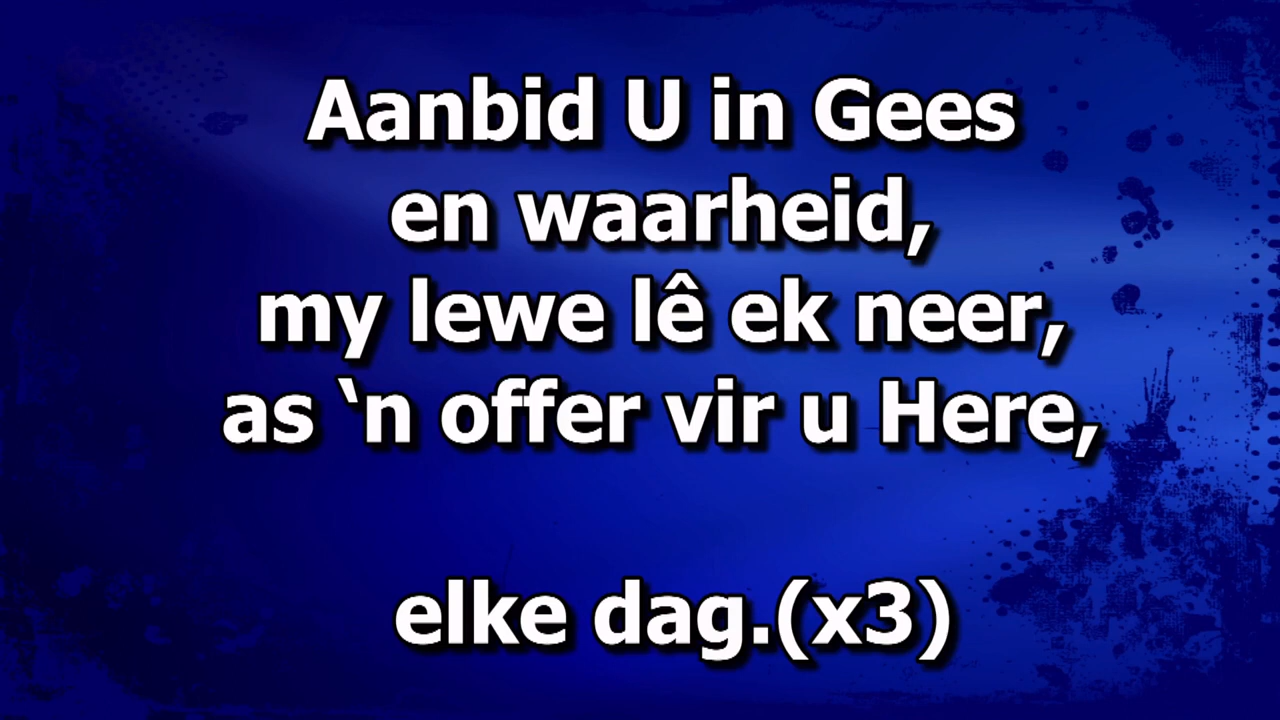 Aanbid U in Gees
en waarheid,
my lewe lê ek neer,
as ‘n offer vir u Here,
elke dag.(x3)